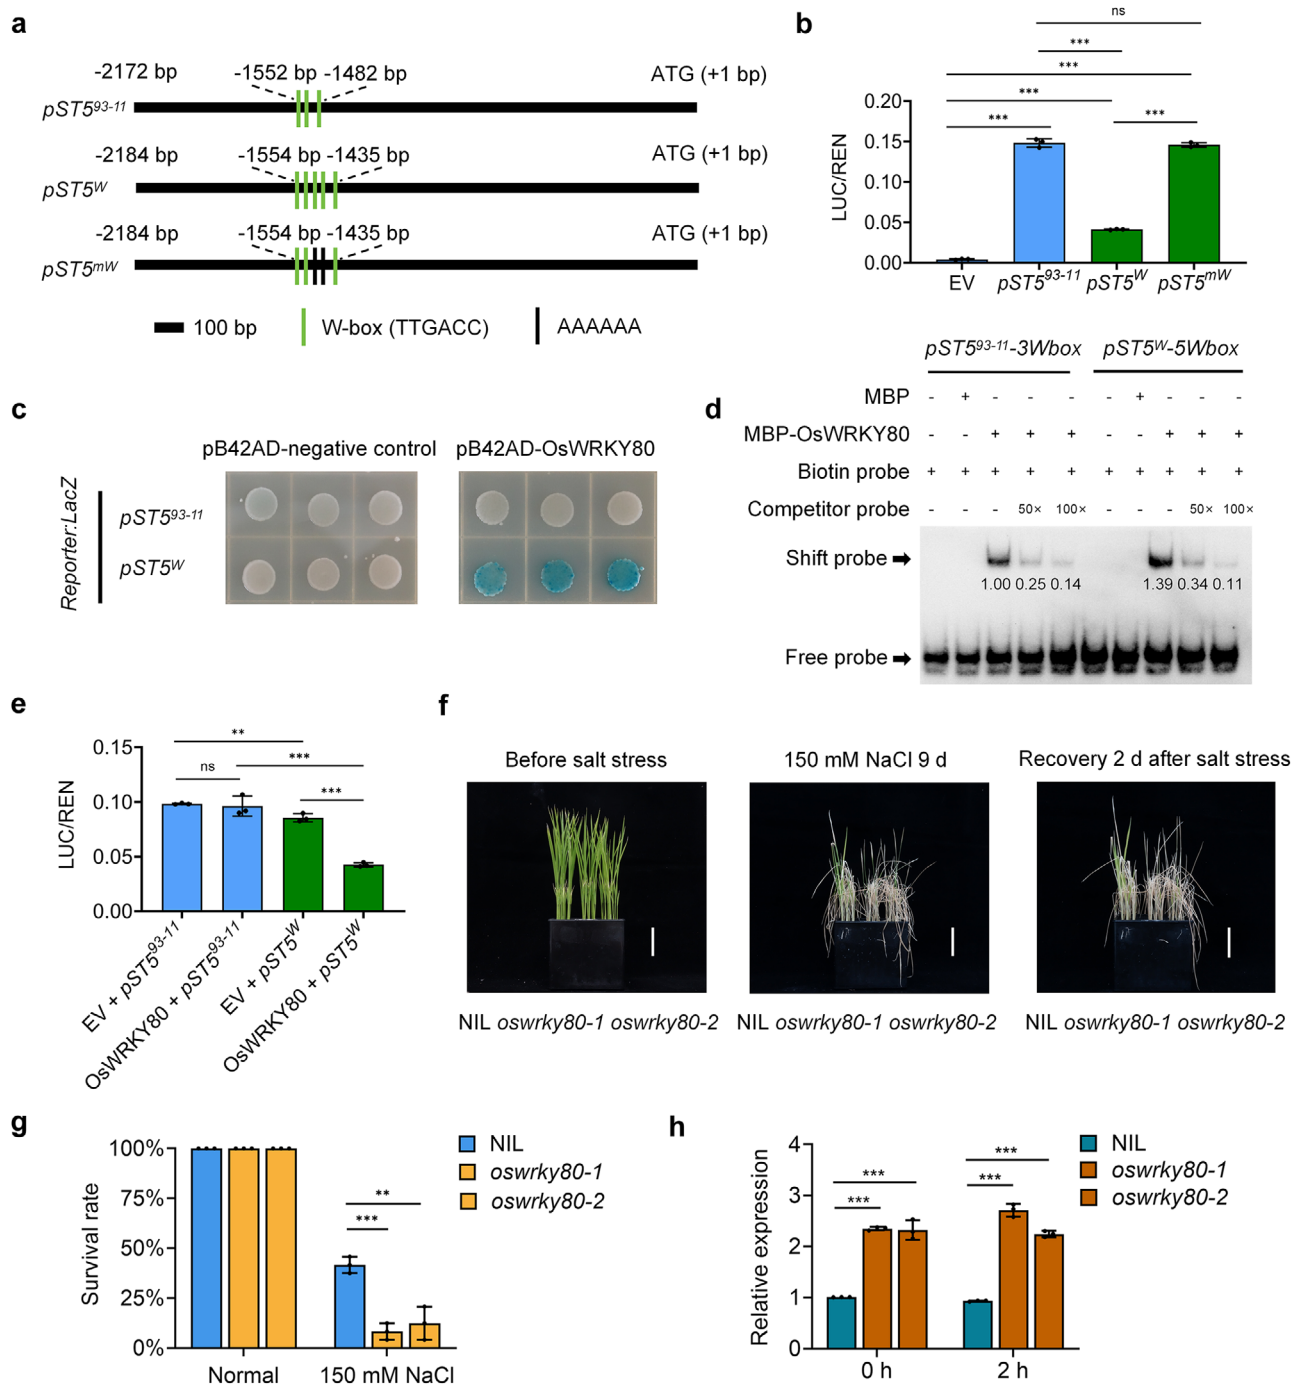 a
-2172 bp -1552 bp -1482 bp ATG (+1 bp)
pST5^93-11
-2184 bp -1554 bp -1435 bp ATG (+1 bp)
pST5^W
-2184 bp -1554 bp -1435 bp ATG (+1 bp)
pST5^mW
100 bp W-box (TTGACC) AAAAAA
b
ns
***
***
***
*** ***
0.20
0.15
0.10
0.05
0.00
LUC/REN
EV pST5^93-11 pST5^W pST5^mW
c
pB42AD-negative control pB42AD-OsWRKY80
Reporter:LacZ
pST5^93-11
pST5^W
d
pST5^93-11-3Wbox pST5^W-5Wbox
MBP - + - - - - + - - -
MBP-OsWRKY80 - - + + + - - + + +
Biotin probe + + + + + + + + + +
Competitor probe - - - 50× 100× - - - 50× 100×
Shift probe
1.00 0.25 0.14 1.39 0.34 0.11
Free probe
e
**
ns ***
***
0.15
0.10
0.05
0.00
LUC/REN
EV + pST5^93-11
OsWRKY80 + pST5^93-11
EV + pST5^W
OsWRKY80 + pST5^W
f
Before salt stress 150 mM NaCl 9 d Recovery 2 d after salt stress
NIL oswrky80-1 oswrky80-2 NIL oswrky80-1 oswrky80-2 NIL oswrky80-1 oswrky80-2
g
100%
75%
50%
25%
0%
Survival rate
**
***
Normal 150 mM NaCl
NIL
oswrky80-1
oswrky80-2
h
4
3
2
1
0
Relative expression
*** ***
*** ***
0 h 2 h
NIL
oswrky80-1
oswrky80-2